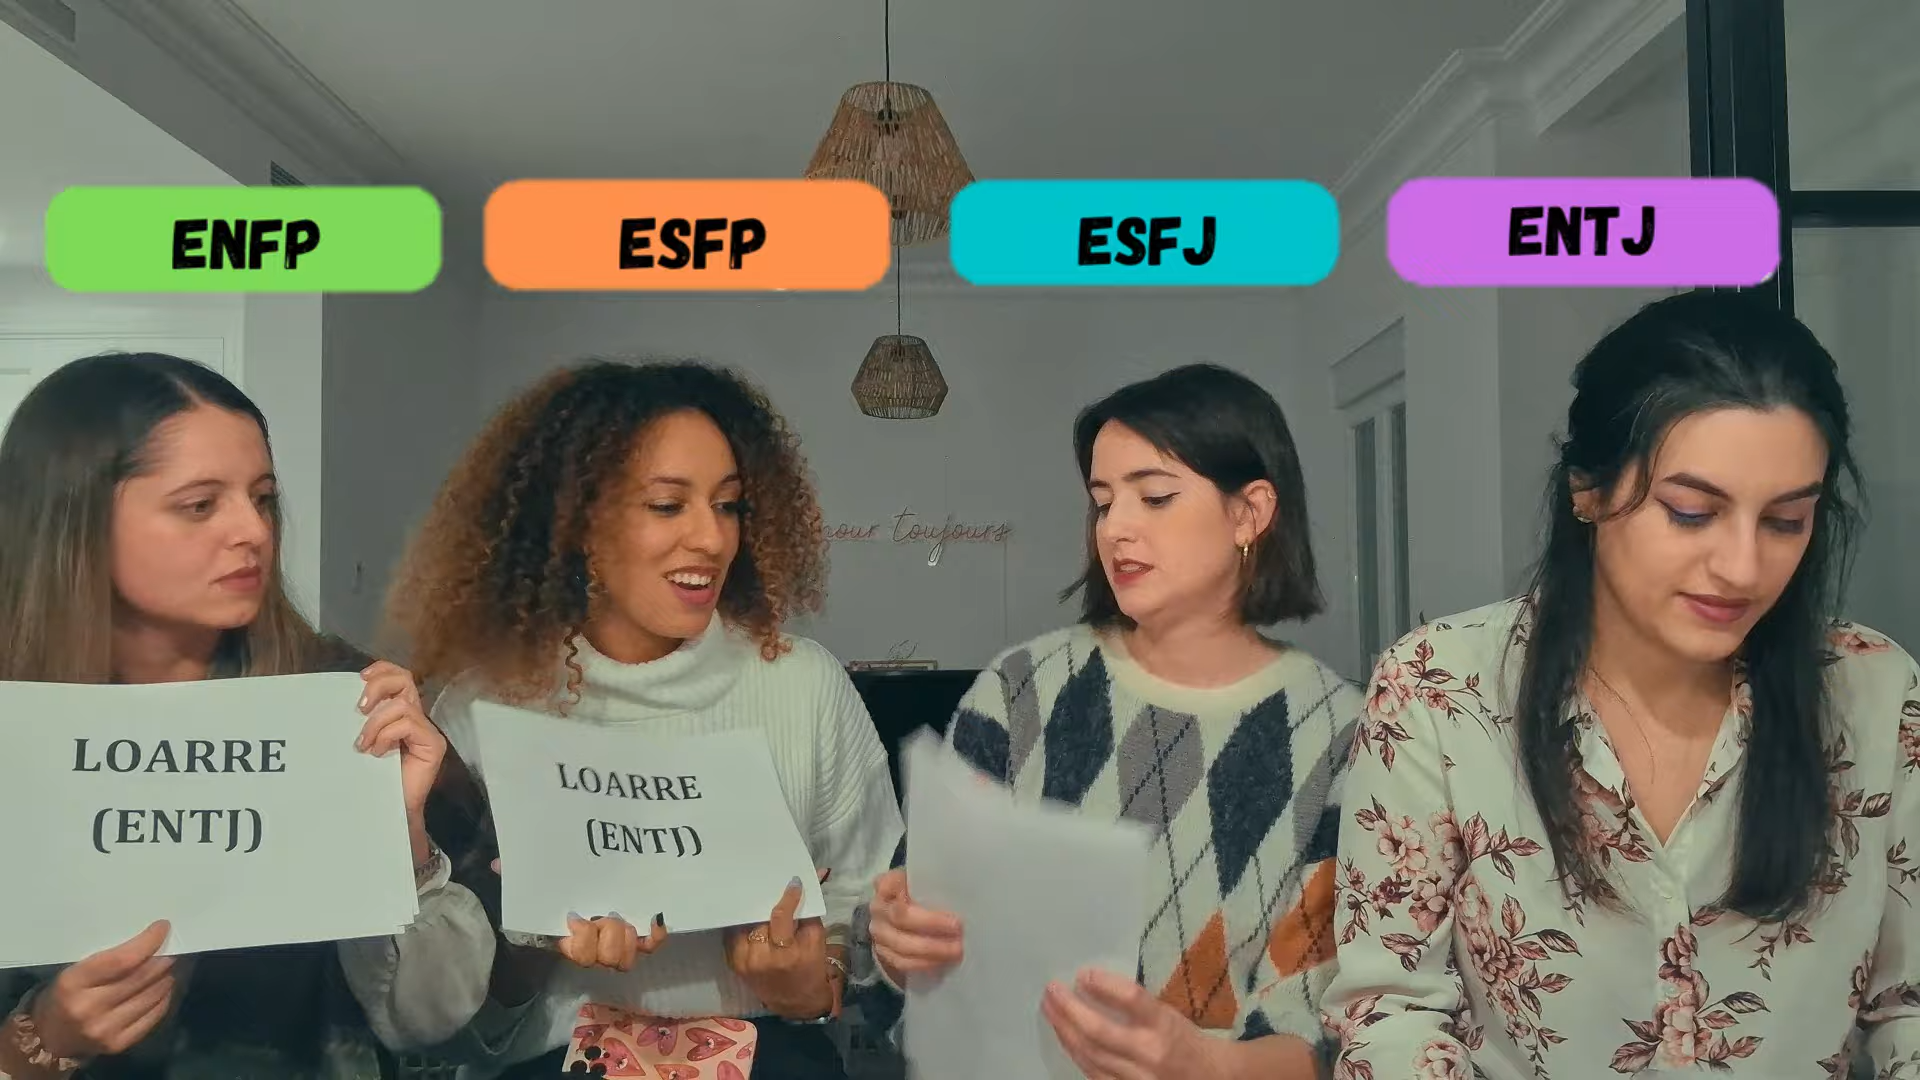 ENFP
ESFP
ESFJ
ENTJ
toujours
LOARRE
(ENTJ)
LOARRE
(ENTJ)